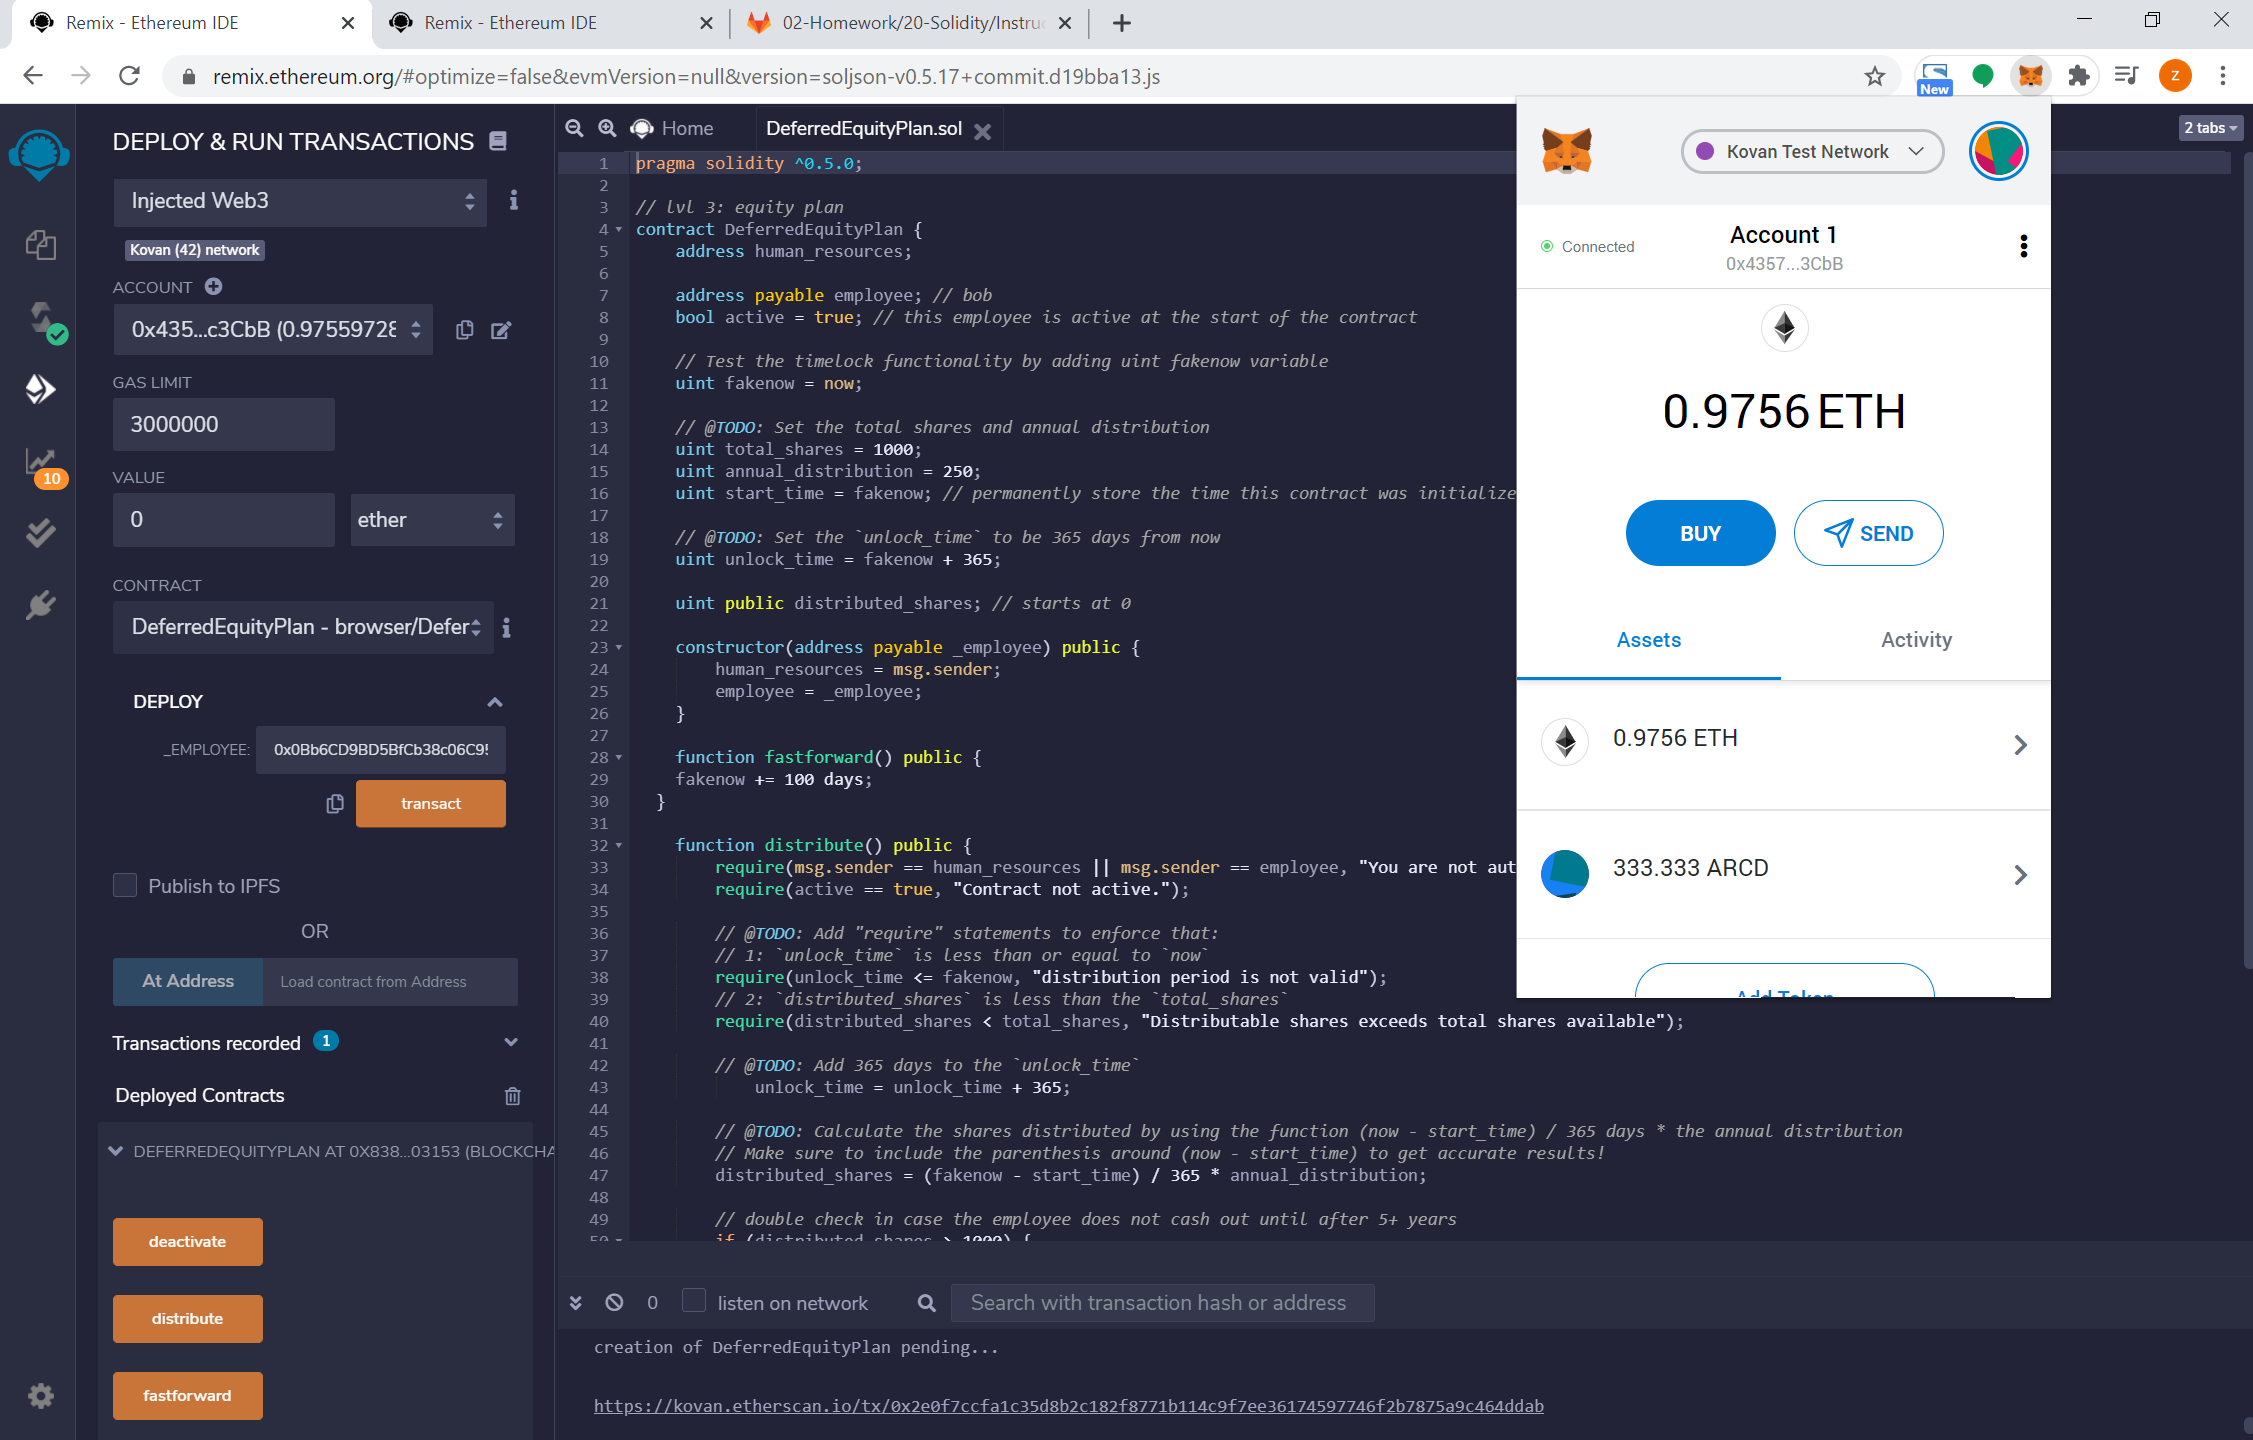 Remix - Ethereum IDE
Remix - Ethereum IDE
02-Homework/20-Solidity/Instruc
remix.ethereum.org/#optimize=false&evmVersion=null&version=soljson-v0.5.17+commit.d19bba13.js
New
Z
DEPLOY & RUN TRANSACTIONS
Injected Web3
Kovan (42) network
ACCOUNT
0x435...c3CbB (0.97559728
GAS LIMIT
3000000
VALUE
0
ether
CONTRACT
DeferredEquityPlan - browser/Defer
DEPLOY
_EMPLOYEE:
0x0Bb6CD9BD5BfCb38c06C95
transact
Publish to IPFS
OR
At Address
Load contract from Address
Transactions recorded 1
Deployed Contracts
DEFERREDEQUITYPLAN AT 0X838...03153 (BLOCKCHA
deactivate
distribute
fastforward
10
Home
DeferredEquityPlan.sol
2 tabs
1 pragma solidity ^0.5.0;
2
3 // lvl 3: equity plan
4 contract DeferredEquityPlan {
5 address human_resources;
6
7 address payable employee; // bob
8 bool active = true; // this employee is active at the start of the contract
9
10 // Test the timelock functionality by adding uint fakenow variable
11 uint fakenow = now;
12
13 // @TODO: Set the total shares and annual distribution
14 uint total_shares = 1000;
15 uint annual_distribution = 250;
16 uint start_time = fakenow; // permanently store the time this contract was initialize
17
18 // @TODO: Set the `unlock_time` to be 365 days from now
19 uint unlock_time = fakenow + 365;
20
21 uint public distributed_shares; // starts at 0
22
23 constructor(address payable _employee) public {
24 human_resources = msg.sender;
25 employee = _employee;
26 }
27
28 function fastforward() public {
29 fakenow += 100 days;
30 }
31
32 function distribute() public {
33 require(msg.sender == human_resources || msg.sender == employee, "You are not aut
34 require(active == true, "Contract not active.");
35
36 // @TODO: Add "require" statements to enforce that:
37 // 1: `unlock_time` is less than or equal to `now`
38 require(unlock_time <= fakenow, "distribution period is not valid");
39 // 2: `distributed_shares` is less than the `total_shares`
40 require(distributed_shares < total_shares, "Distributable shares exceeds total shares available");
41
42 // @TODO: Add 365 days to the `unlock_time`
43 unlock_time = unlock_time + 365;
44
45 // @TODO: Calculate the shares distributed by using the function (now - start_time) / 365 days * the annual distribution
46 // Make sure to include the parenthesis around (now - start_time) to get accurate results!
47 distributed_shares = (fakenow - start_time) / 365 * annual_distribution;
48
49 // double check in case the employee does not cash out until after 5+ years
50 if (distributed_shares > 1000) {
Kovan Test Network
Connected
Account 1
0x4357...3CbB
0.9756 ETH
BUY
SEND
Assets
Activity
0.9756 ETH
333.333 ARCD
Add Token
0
listen on network
Search with transaction hash or address
creation of DeferredEquityPlan pending...
https://kovan.etherscan.io/tx/0x2e0f7ccfa1c35d8b2c182f8771b114c9f7ee36174597746f2b7875a9c464ddab